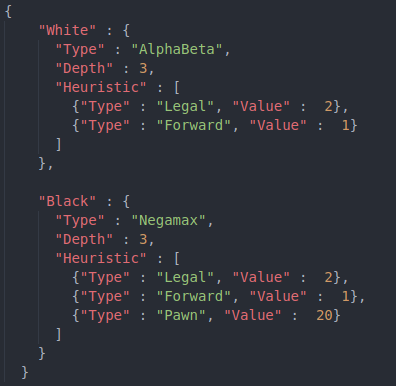 {
    "White" : {
      "Type" : "AlphaBeta",
      "Depth" : 3,
      "Heuristic" : [
        {"Type" : "Legal", "Value" :  2},
        {"Type" : "Forward", "Value" :  1}
      ]
    },

    "Black" : {
      "Type" : "Negamax",
      "Depth" : 3,
      "Heuristic" : [
        {"Type" : "Legal", "Value" :  2},
        {"Type" : "Forward", "Value" :  1},
        {"Type" : "Pawn", "Value" :  20}
      ]
    }
  }